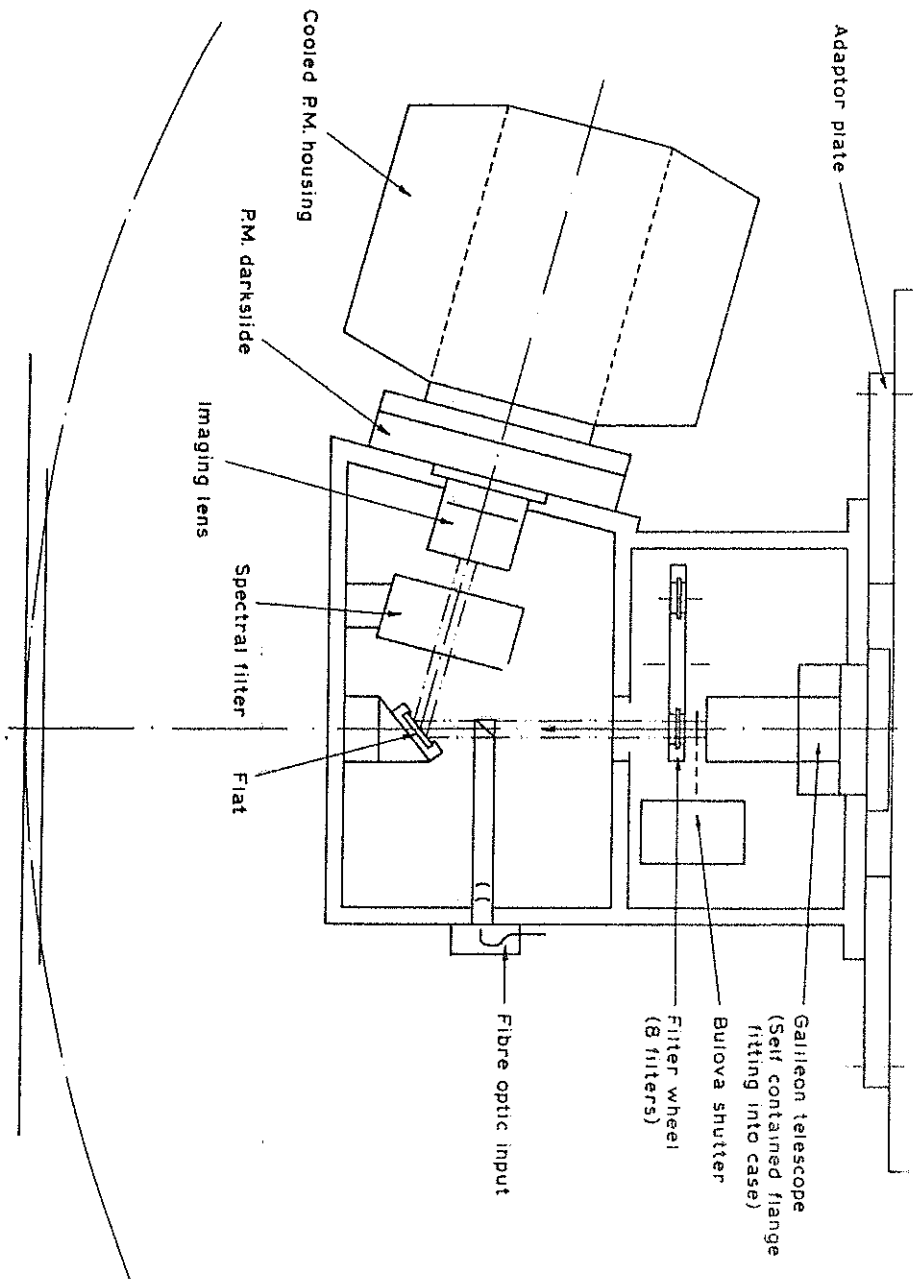 Adaptor plate
Cooled P.M. housing
P.M. darkslide
Imaging lens
Spectral filter
Flat
Galileon telescope
(Self contained flange
fitting into case)
Bulova shutter
Filter wheel
(8 filters)
Fibre optic input